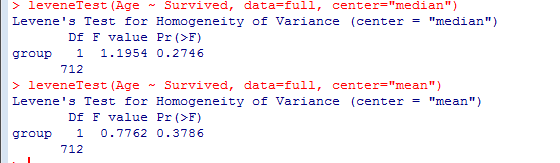 > leveneTest(Age ~ Survived, data=full, center="median")
Levene's Test for Homogeneity of Variance (center = "median")
Df F value Pr(>F)
group 1 1.1954 0.2746
712
> leveneTest(Age ~ Survived, data=full, center="mean")
Levene's Test for Homogeneity of Variance (center = "mean")
Df F value Pr(>F)
group 1 0.7762 0.3786
712